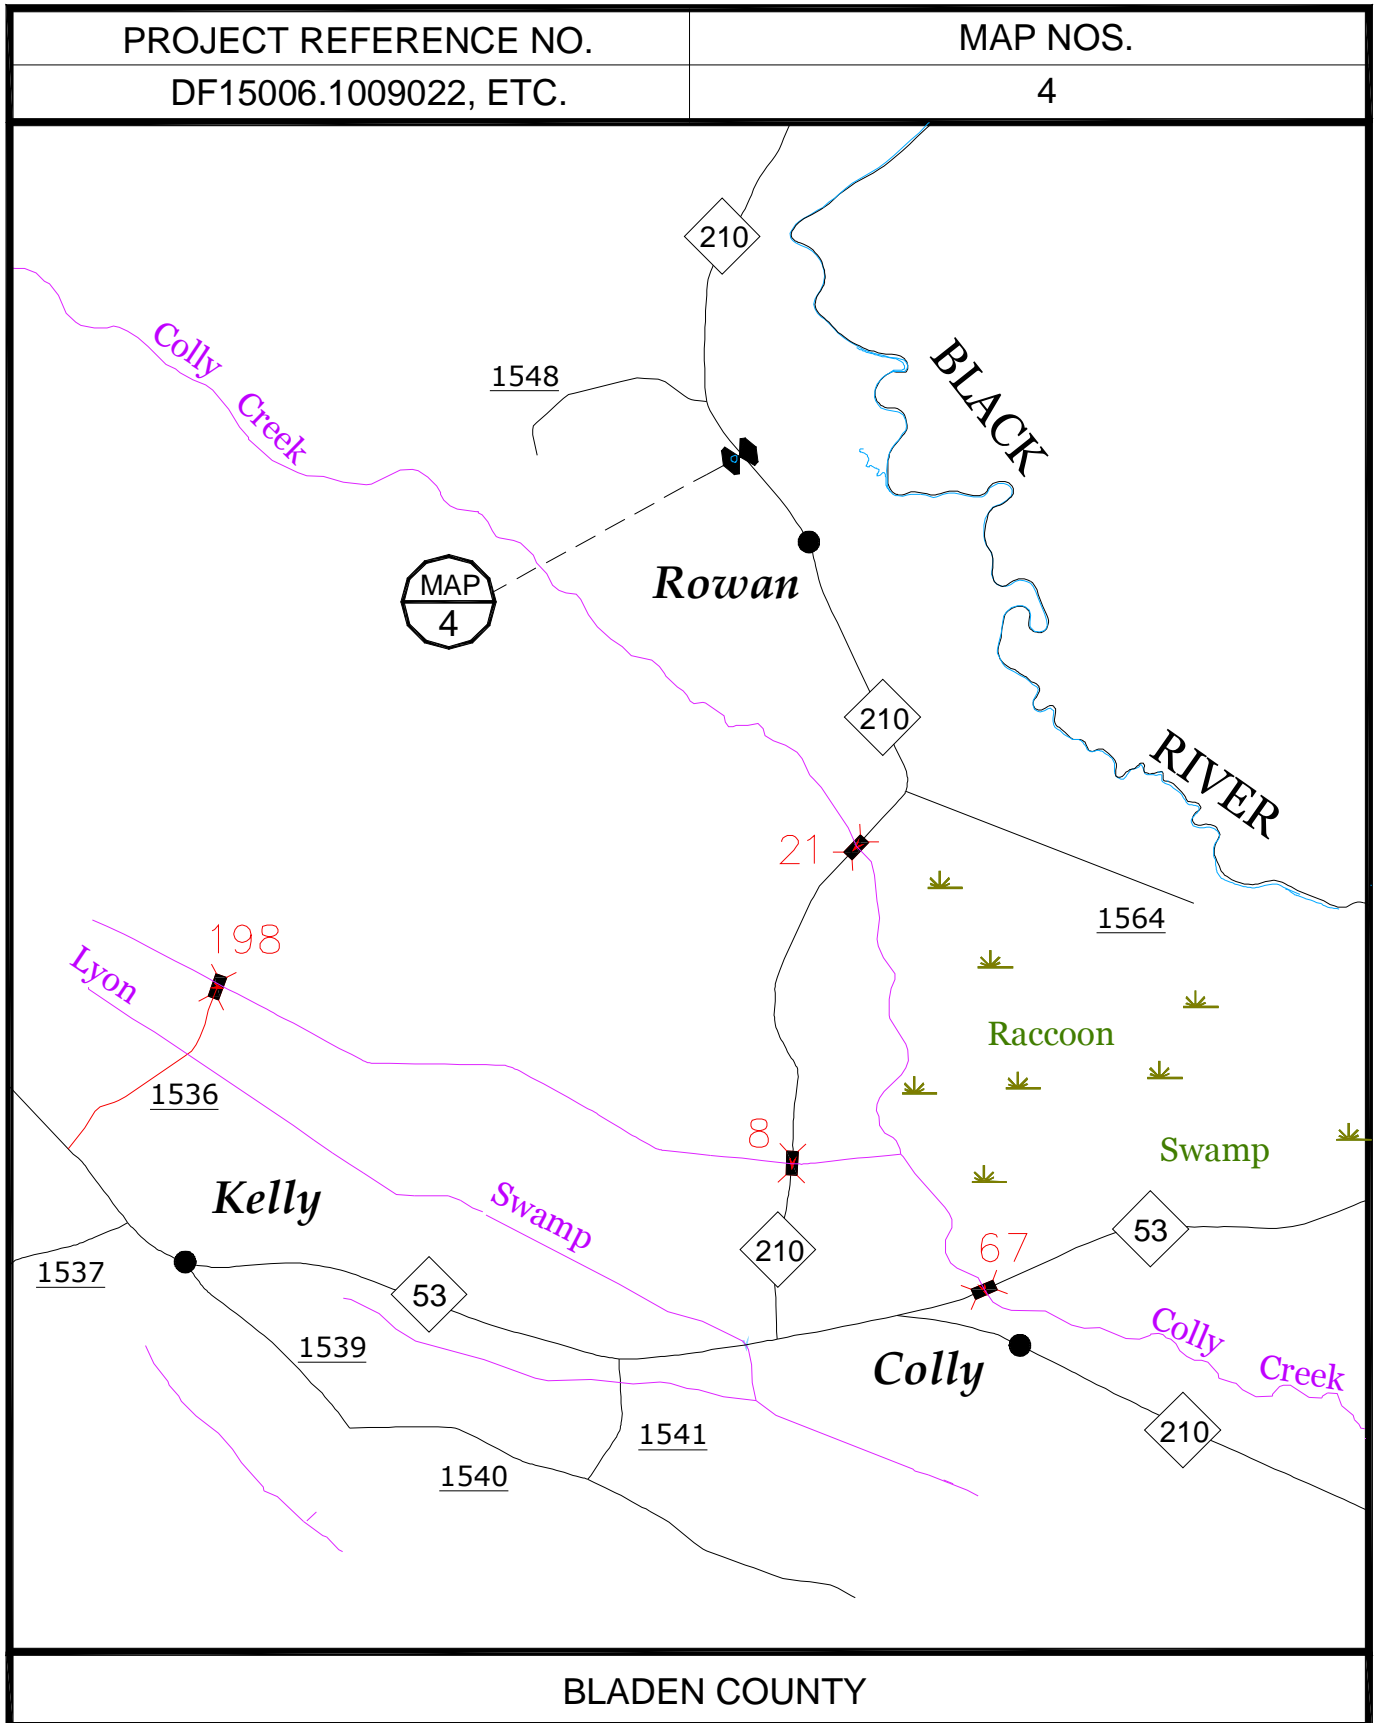 PROJECT REFERENCE NO.
MAP NOS.
DF15006.1009022, ETC.
4
210
Colly
Creek
1548
BLACK
MAP
4
Rowan
210
RIVER
21
1564
198
Lyon
Raccoon
1536
8
Swamp
Kelly
Swamp
210
53
67
1537
53
1539
Colly
Colly
Creek
1541
210
1540
BLADEN COUNTY